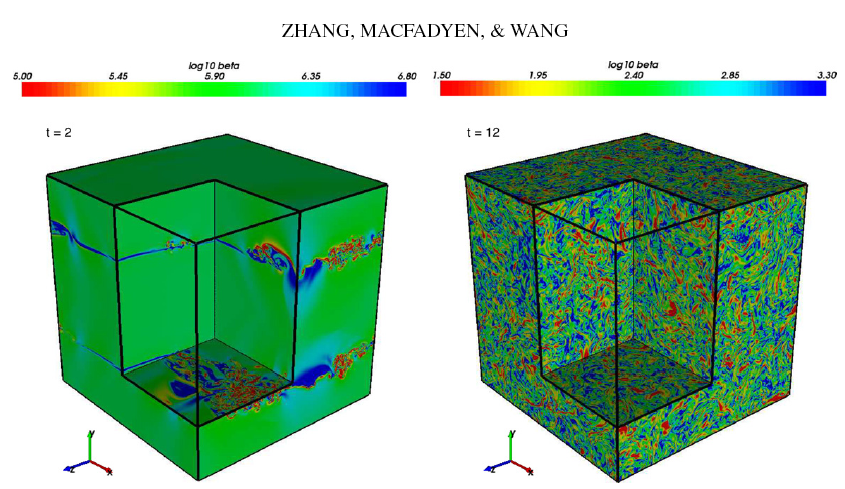 ZHANG, MACFADYEN, & WANG
log10 beta
5.00 5.45 5.90 6.35 6.80
log10 beta
1.50 1.95 2.40 2.85 3.30
t = 2
t = 12
y
z x
y
z x